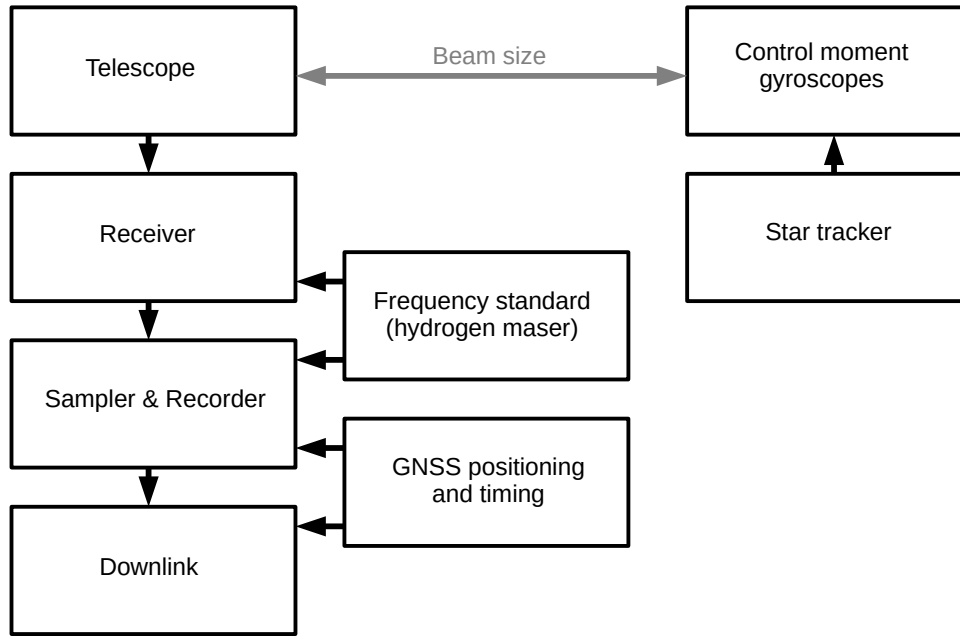 Telescope
Beam size
Control moment
gyroscopes
Receiver
Star tracker
Frequency standard
(hydrogen maser)
Sampler & Recorder
GNSS positioning
and timing
Downlink